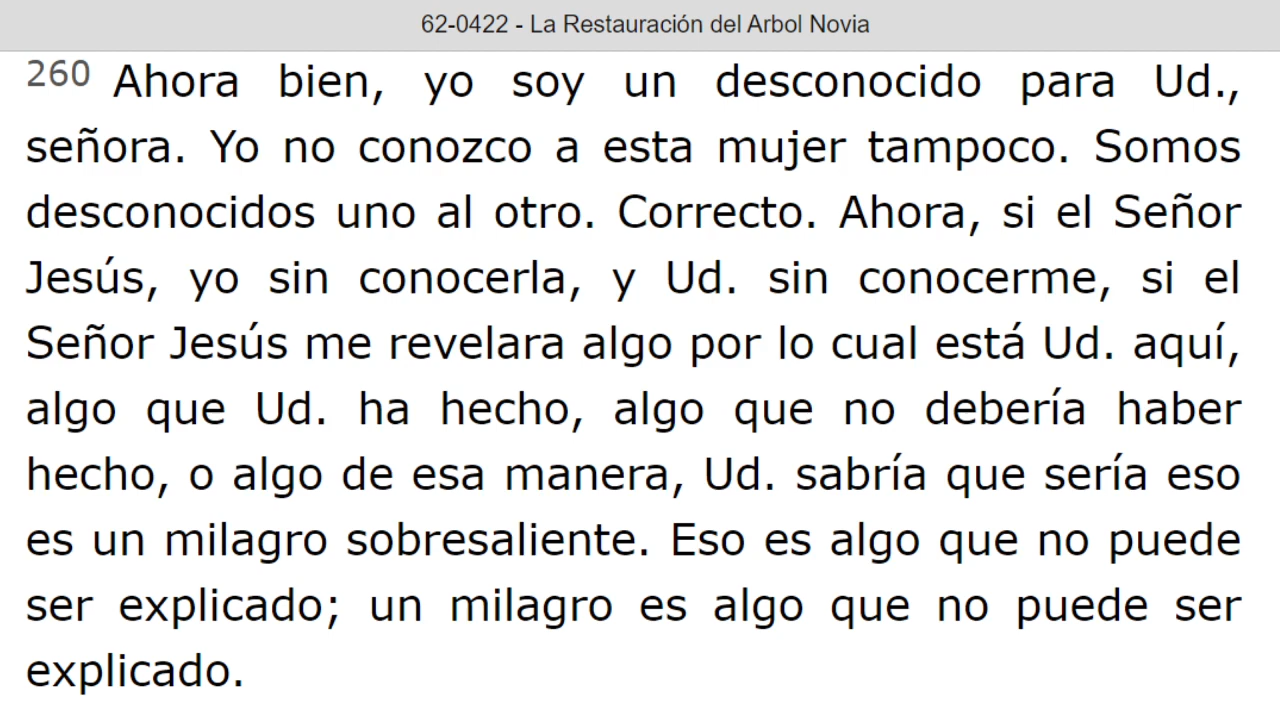 62-0422 - La Restauración del Arbol Novia
260 Ahora bien, yo soy un desconocido para Ud.,
señora. Yo no conozco a esta mujer tampoco. Somos
desconocidos uno al otro. Correcto. Ahora, si el Señor
Jesús, yo sin conocerla, y Ud. sin conocerme, si el
Señor Jesús me revelara algo por lo cual está Ud. aquí,
algo que Ud. ha hecho, algo que no debería haber
hecho, o algo de esa manera, Ud. sabría que sería eso
es un milagro sobresaliente. Eso es algo que no puede
ser explicado; un milagro es algo que no puede ser
explicado.